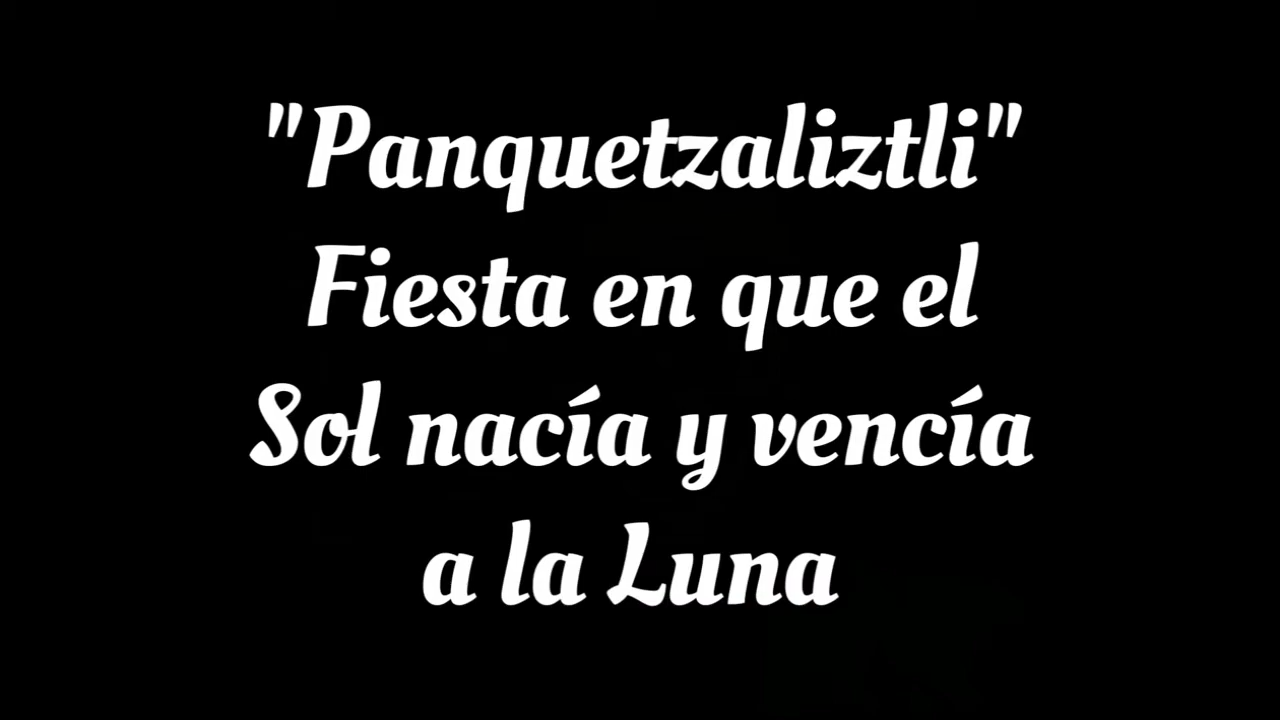 "Panquetzaliztli"
Fiesta en que el
Sol nacía y vencía
a la Luna